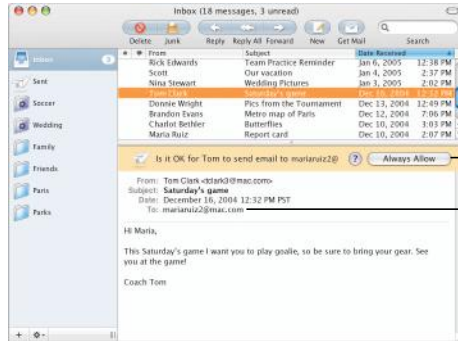 Inbox (18 messages, 3 unread)
Delete Junk Reply Reply All Forward New Get Mail Search
From Subject Date Received
Rick Edwards Team Practice Reminder Jan 6, 2005 12:38 PM
Scott Our vacation Jan 4, 2005 2:37 PM
Nina Stewart Wedding Pictures Jan 3, 2005 2:02 PM
Tom Clark Saturday's game Dec 16, 2004 12:32 PM
Donnie Wright Pics from the Tournament Dec 13, 2004 12:49 PM
Brandon Evans Metro map of Paris Dec 12, 2004 7:06 PM
Charlot Bethler Butterflies Dec 10, 2004 3:03 PM
Maria Ruiz Report card Dec 10, 2004 2:07 PM
Inbox 3
Sent
Soccer
Wedding
Family
Friends
Paris
Parks
Is it OK for Tom to send email to mariaruiz2@ ? Always Allow
From: Tom Clark <tclark3@mac.com>
Subject: Saturday's game
Date: December 16, 2004 12:32 PM PST
To: mariaruiz2@mac.com
Hi Maria,
This Saturday's game I want you to play goalie, so be sure to bring your gear. See
you at the game!
Coach Tom